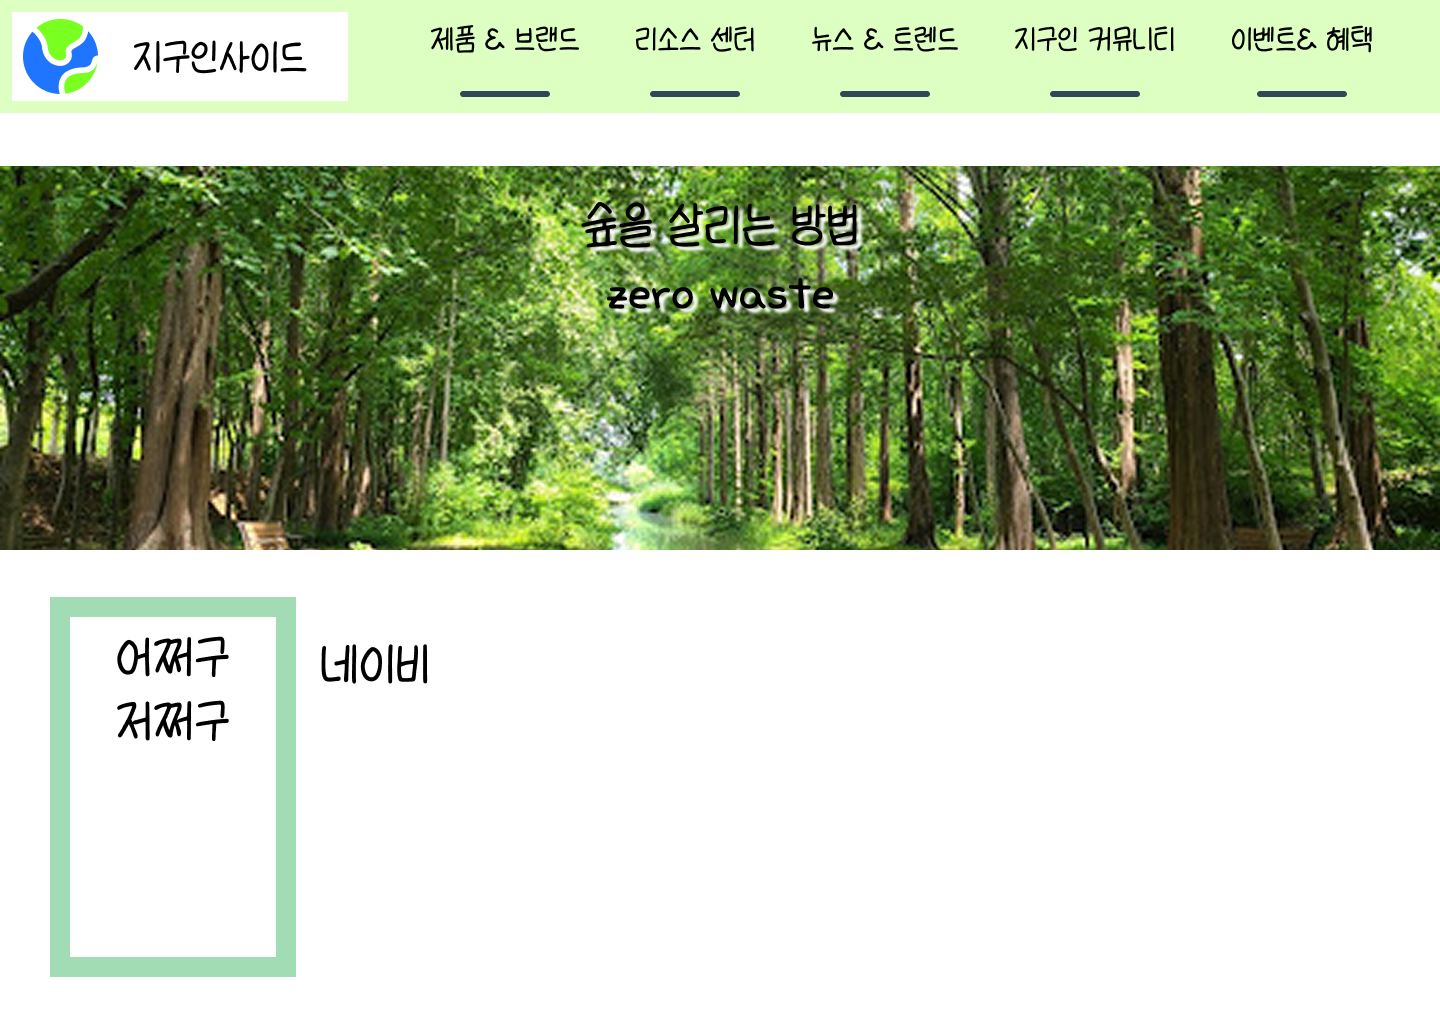 지구인사이드
제품 & 브랜드
리소스 센터
뉴스 & 트렌드
지구인 커뮤니티
이벤트& 혜택
숲을 살리는 방법
zero waste
어쩌구
저쩌구
네이비